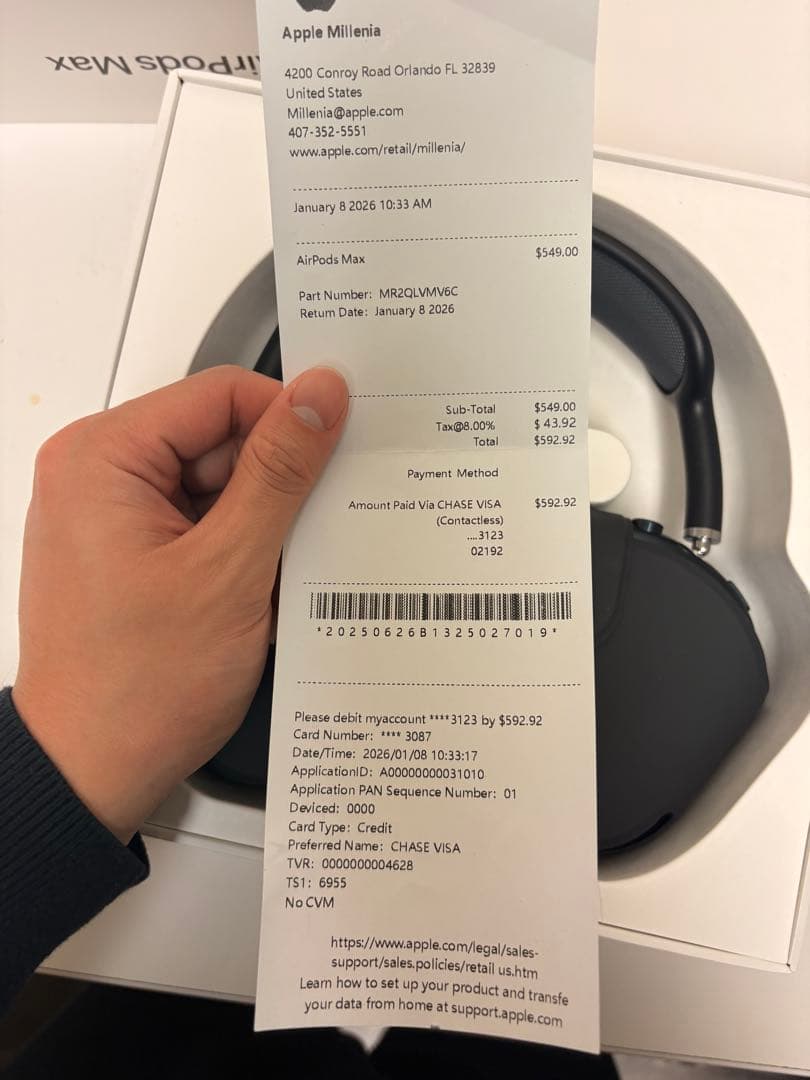 AirPods Max
Apple Millenia
4200 Conroy Road Orlando FL 32839
United States
Millenia@apple.com
407-352-5551
www.apple.com/retail/millenia/
January 8 2026 10:33 AM
AirPods Max $549.00
Part Number: MR2QLVMV6C
Retum Date: January 8 2026
Sub-Total $549.00
Tax@8.00% $ 43.92
Total $592.92
Payment Method
Amount Paid Via CHASE VISA $592.92
(Contactless)
....3123
02192
*20250626B1325027019*
Please debit myaccount ****3123 by $592.92
Card Number: **** 3087
Date/Time: 2026/01/08 10:33:17
ApplicationID: A00000000031010
Application PAN Sequence Number: 01
Deviced: 0000
Card Type: Credit
Preferred Name: CHASE VISA
TVR: 0000000004628
TS1: 6955
No CVM
https://www.apple.com/legal/sales-
support/sales.policies/retail us.htm
Learn how to set up your product and transfe
your data from home at support.apple.com